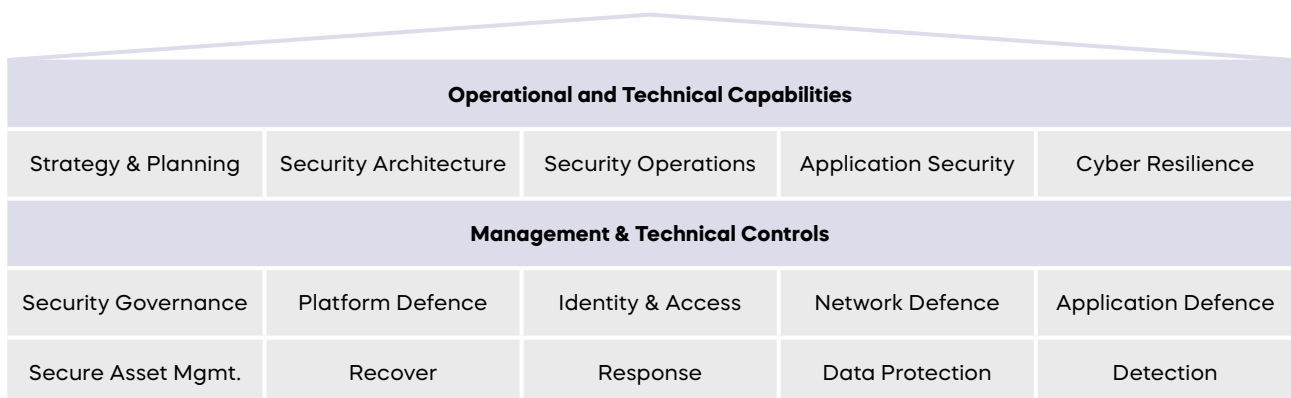 Operational and Technical Capabilities
Strategy & Planning Security Architecture Security Operations Application Security Cyber Resilience
Management & Technical Controls
Security Governance Platform Defence Identity & Access Network Defence Application Defence
Secure Asset Mgmt. Recover Response Data Protection Detection